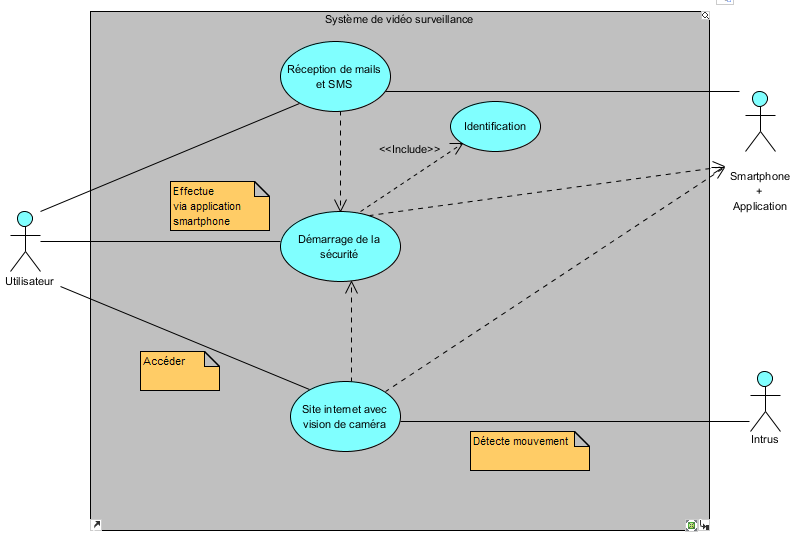 Système de vidéo surveillance
Réception de mails
et SMS
Identification
<<Include>>
Smartphone
+
Application
Effectue
via application
smartphone
Démarrage de la
sécurité
Utilisateur
Accéder
Site internet avec
vision de caméra
Détecte mouvement
Intrus